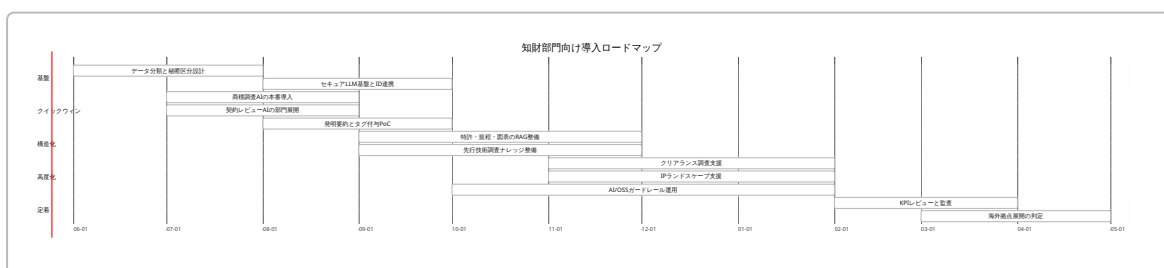 知財部門向け導入ロードマップ
基盤
データ分類と秘匿区分設計
セキュアLLM基盤とID連携
クイックウィン
商標調査AIの本番導入
契約レビューAIの部門展開
発明要約とタグ付与PoC
構造化
特許・規程・図表のRAG整備
先行技術調査ナレッジ整備
高度化
クリアランス調査支援
IPランドスケープ支援
AI/OSSガードレール運用
定着
KPIレビューと監査
海外拠点展開の判定
06-01 07-01 08-01 09-01 10-01 11-01 12-01 01-01 02-01 03-01 04-01 05-01